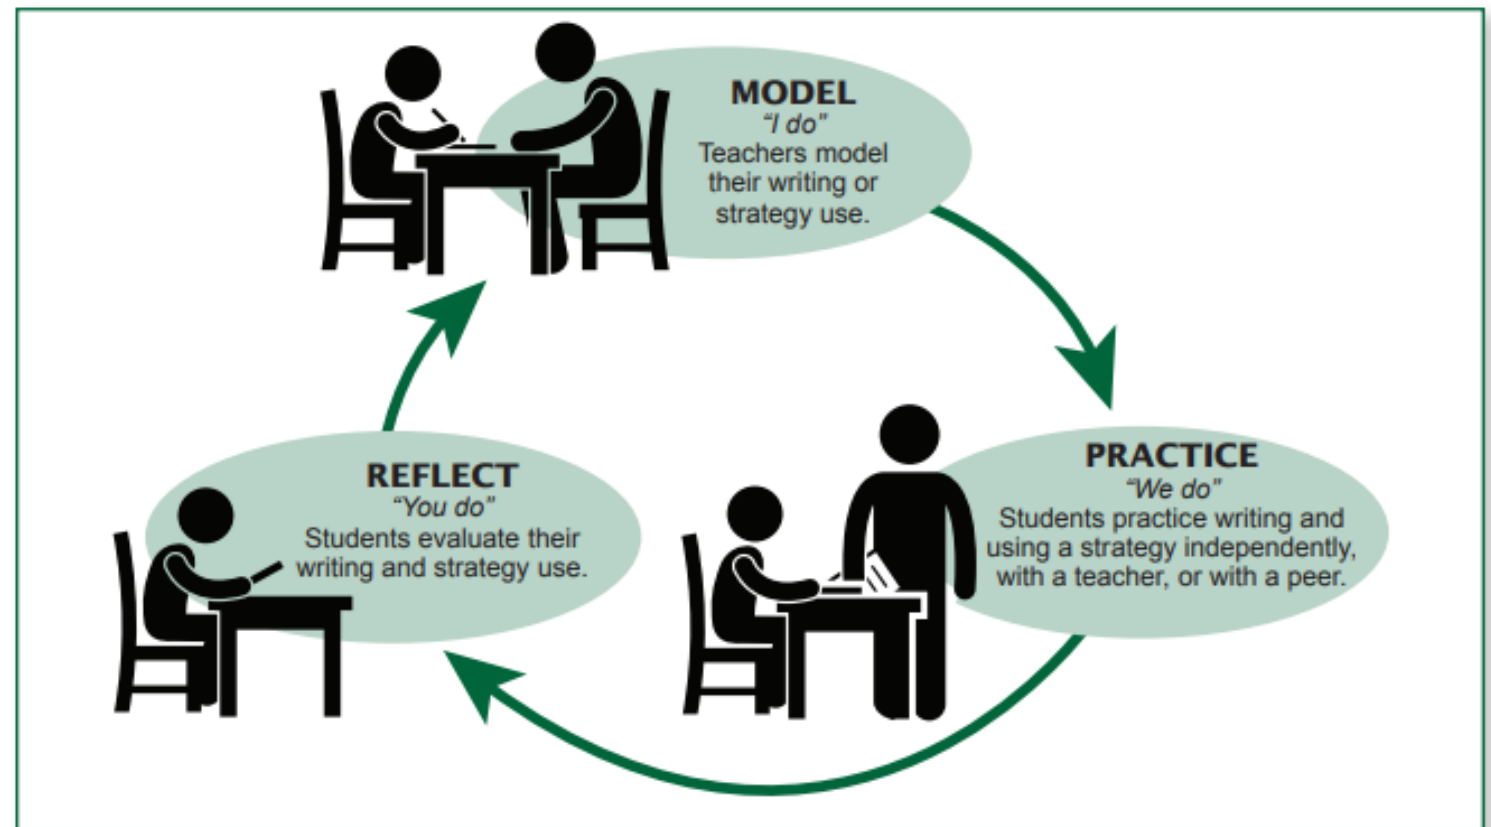 MODEL
“I do”
Teachers model
their writing or
strategy use.
PRACTICE
“We do”
Students practice writing and
using a strategy independently,
with a teacher, or with a peer.
REFLECT
“You do”
Students evaluate their
writing and strategy use.